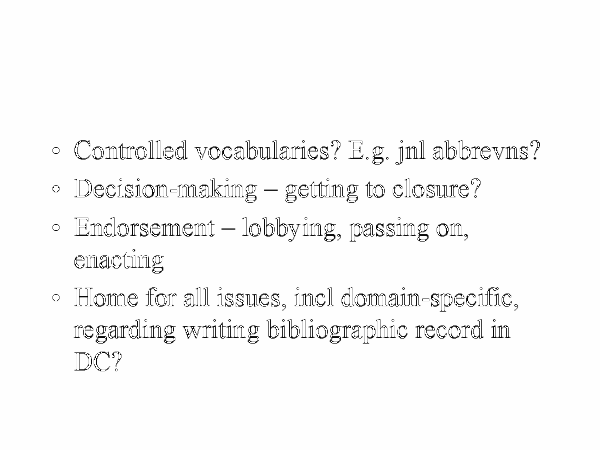 ◦ Controlled vocabularies? E.g. jnl abbrevns?
◦ Decision-making – getting to closure?
◦ Endorsement – lobbying, passing on,
enacting
◦ Home for all issues, incl domain-specific,
regarding writing bibliographic record in
DC?